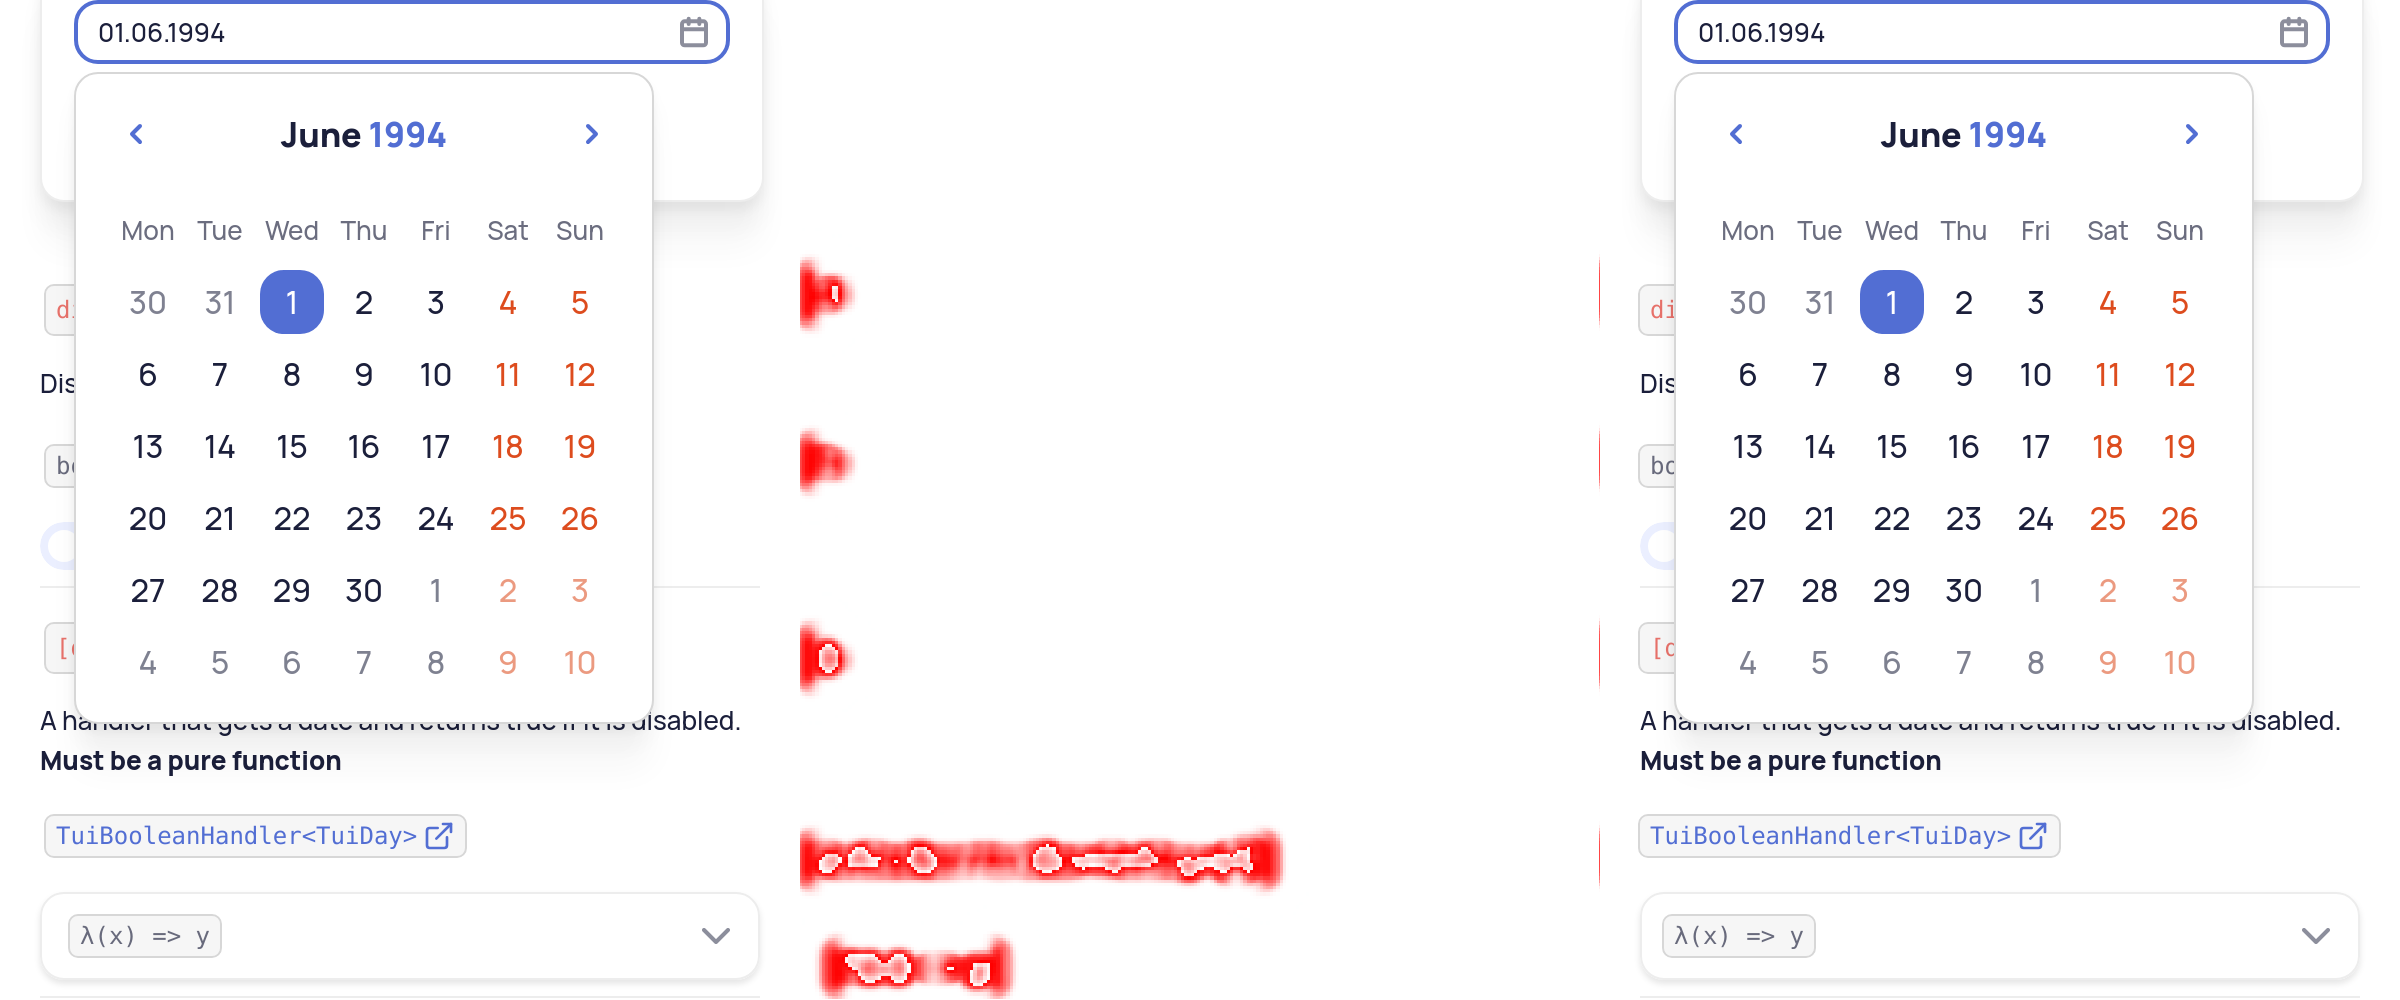 01.06.1994
June 1994
Mon Tue Wed Thu Fri Sat Sun
30 31 1 2 3 4 5
6 7 8 9 10 11 12
13 14 15 16 17 18 19
20 21 22 23 24 25 26
27 28 29 30 1 2 3
4 5 6 7 8 9 10
Dis
A handler that gets a date and returns true if it is disabled.
Must be a pure function
TuiBooleanHandler<TuiDay>
λ(x) => y
01.06.1994
June 1994
Mon Tue Wed Thu Fri Sat Sun
30 31 1 2 3 4 5
di
6 7 8 9 10 11 12
Dis
13 14 15 16 17 18 19
20 21 22 23 24 25 26
27 28 29 30 1 2 3
4 5 6 7 8 9 10
A handler that gets a date and returns true if it is disabled.
Must be a pure function
TuiBooleanHandler<TuiDay>
λ(x) => y